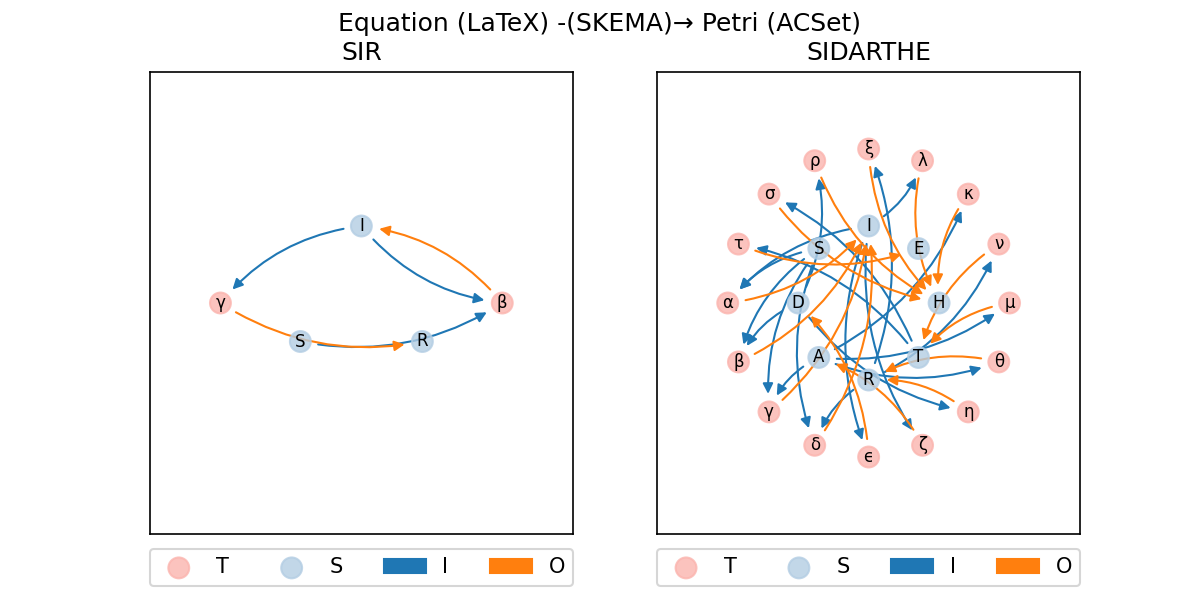 Equation (LaTeX) -(SKEMA)→ Petri (ACSet)
SIR
SIDARTHE
I
γ
β
S
R
T
S
I
O
ξ
ρ
λ
σ
κ
I
τ
S
E
ν
α
D
H
μ
β
A
T
θ
R
γ
η
δ
ϵ
ζ
T
S
I
O